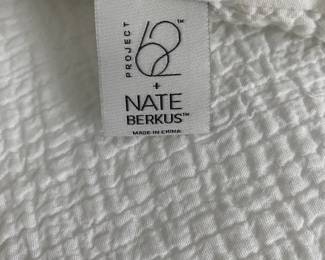 PROJECT
62™
+
NATE
BERKUS™
MADE IN CHINA